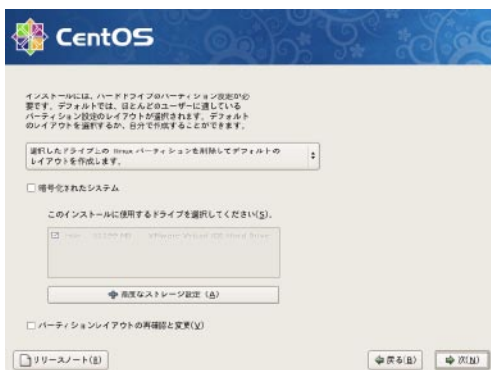 CentOS
インストールには、ハードドライブのパーティション設定が必
要です。デフォルトでは、ほとんどのユーザーに適している
パーティション設定のレイアウトが選択されます。デフォルト
のレイアウトを選択するか、自分で作成することができます。
選択したドライブ上の linux パーティションを削除してデフォルトの
レイアウトを作成します。
暗号化されたシステム
このインストールに使用するドライブを選択してください(S).
VMware Virtual IDE Hard Drive
高度なストレージ設定 (A)
パーティションレイアウトの再確認と変更(V)
リリースノート(R)
戻る(B)
次(N)